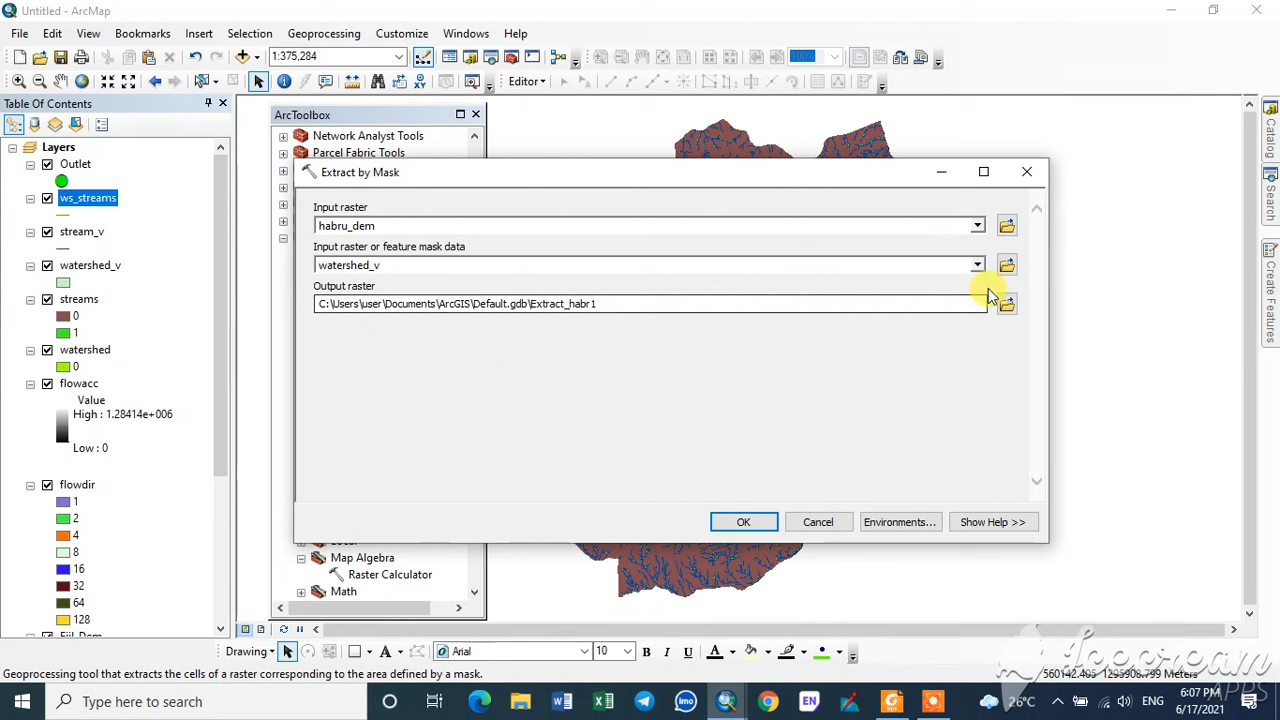 Untitled - ArcMap
File Edit View Bookmarks Insert Selection Geoprocessing Customize Windows Help
1:375,284
Editor
Table Of Contents
Layers
Outlet
ws_streams
stream_v
watershed_v
streams
0
1
watershed
0
flowacc
Value
High : 1.28414e+006
Low : 0
flowdir
1
2
4
8
16
32
64
128
ArcToolbox
Network Analyst Tools
Parcel Fabric Tools
Extract by Mask
Input raster
habru_dem
Input raster or feature mask data
watershed_v
Output raster
C:\Users\user\Documents\ArcGIS\Default.gdb\Extract_habr1
OK Cancel Environments... Show Help >>
Map Algebra
Raster Calculator
Math
Catalog
Search
Create Features
Drawing Arial 10 B I U A
Geoprocessing tool that extracts the cells of a raster corresponding to the area defined by a mask.
Type here to search
26°C ENG 6:07 PM
6/17/2021
APPS